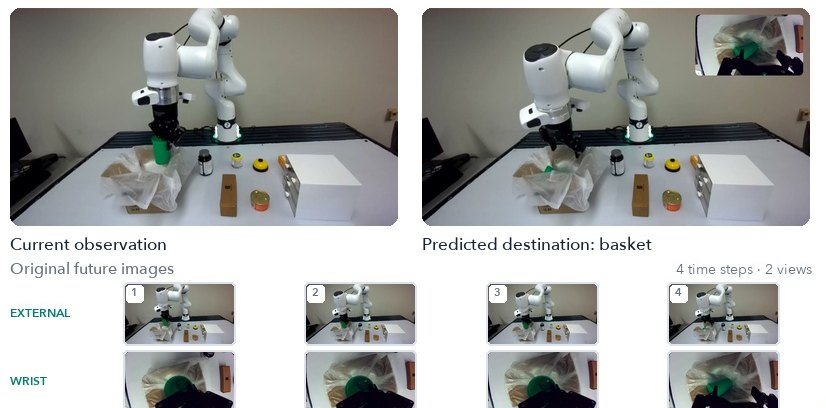 Current observation
Predicted destination: basket
Original future images
4 time steps · 2 views
EXTERNAL
1
2
3
4
WRIST